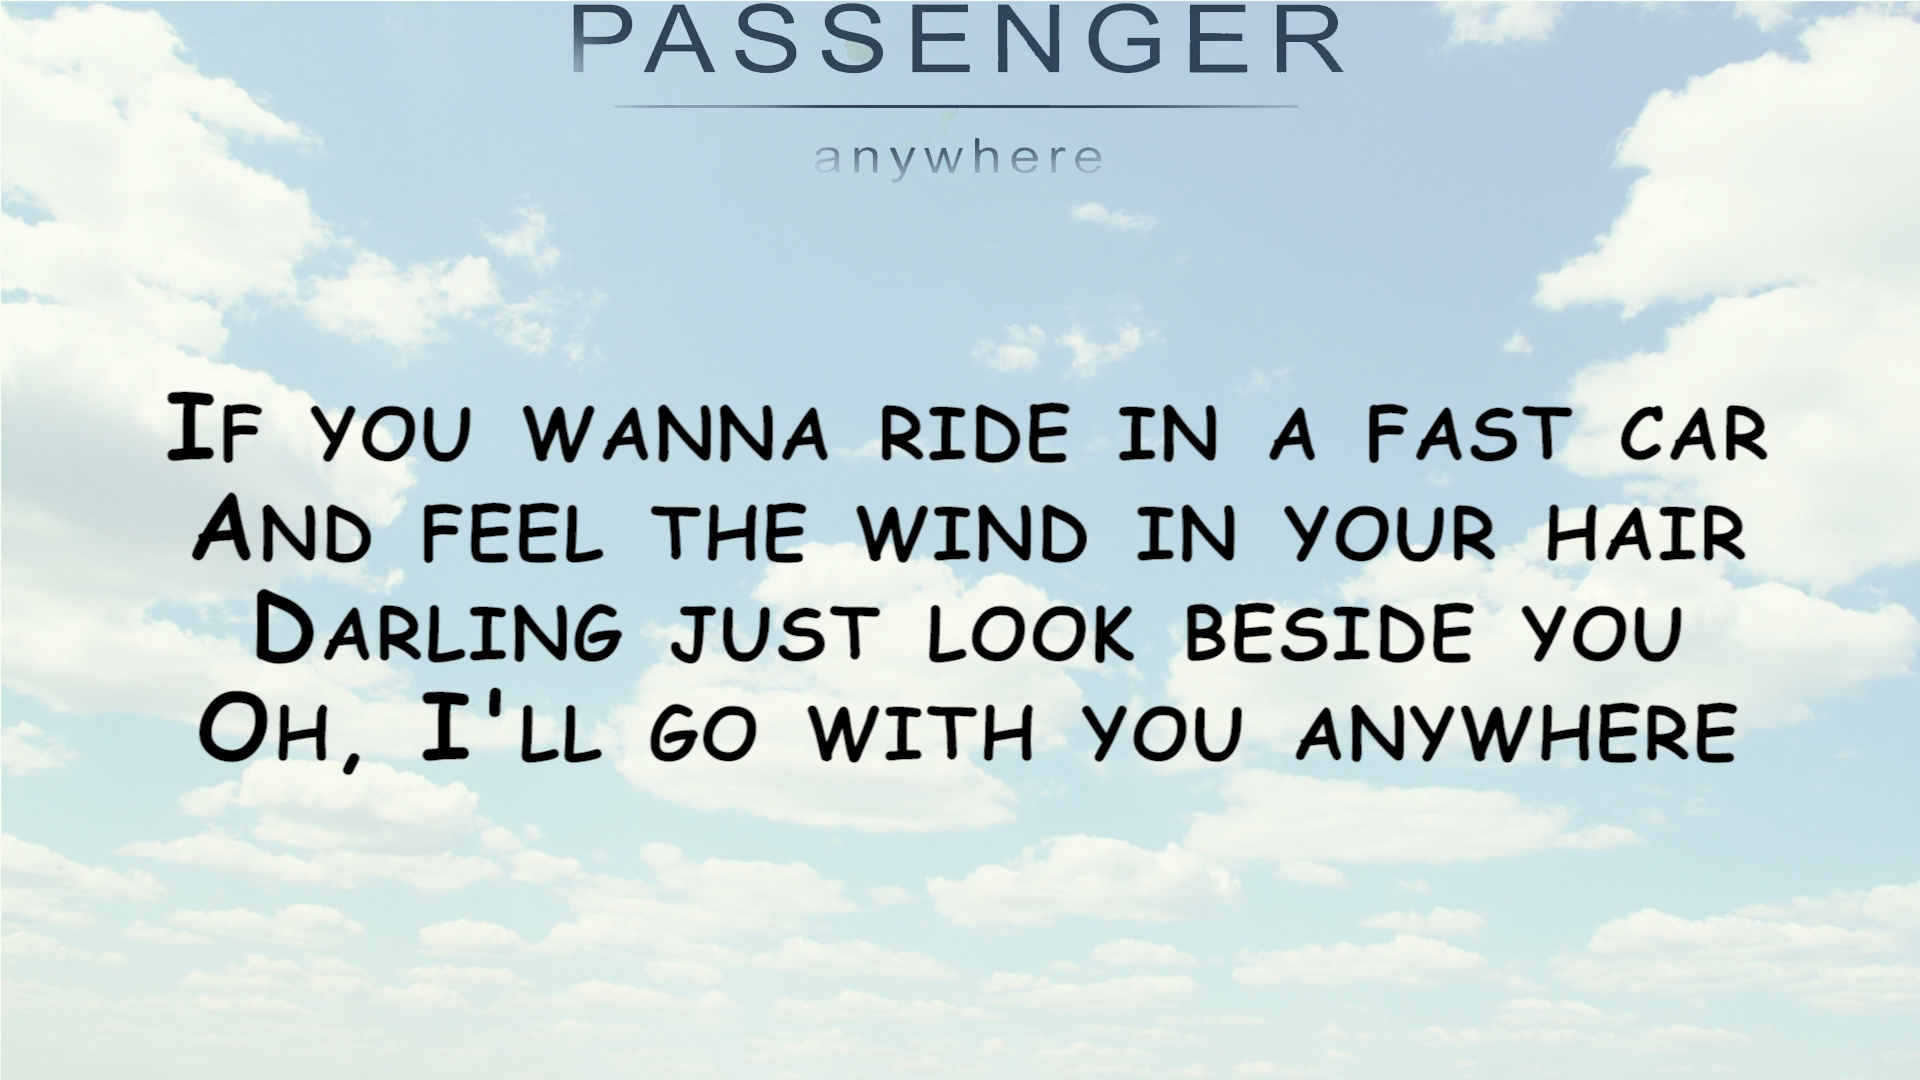 PASSENGER
anywhere
If you wanna ride in a fast car
And feel the wind in your hair
Darling just look beside you
Oh, I'll go with you anywhere